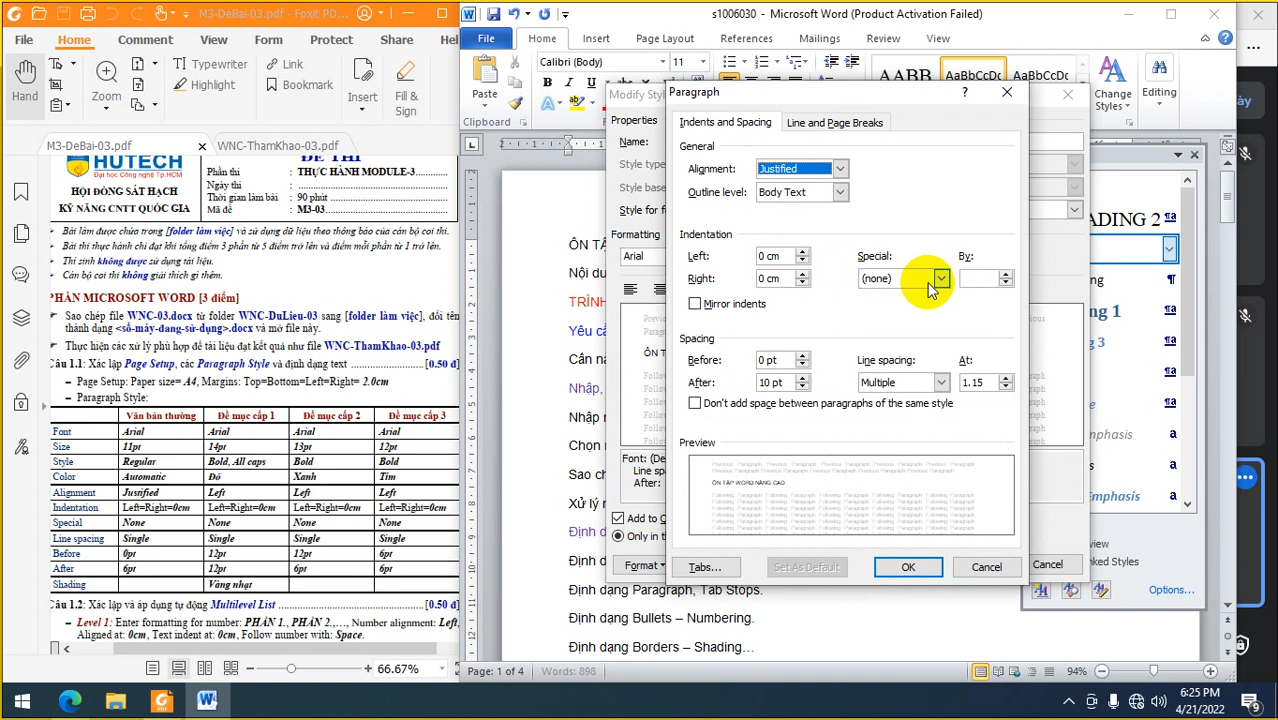 M3-DeBai-03.pdf - Foxit PD...
File
Home
Comment
View
Form
Protect
Share
Hel
Hand
Zoom
Typewriter
Highlight
Link
Bookmark
Insert
Fill &
Sign
M3-DeBai-03.pdf
WNC-ThamKhao-03.pdf
HUTECH
Đại học Công nghệ Tp.HCM
HỘI ĐỒNG SÁT HẠCH
KỸ NĂNG CNTT QUỐC GIA
ĐỀ THI
Phần thi : THỰC HÀNH MODULE-3
Ngày thi :
Thời gian làm bài : 90 phút
Mã đề : M3-03
Bài làm được chứa trong [folder làm việc] và sử dụng dữ liệu theo thông báo của cán bộ coi thi.
Bài thi thực hành chỉ đạt khi tổng điểm 3 phần từ 5 điểm trở lên và điểm mỗi phần từ 1 trở lên.
Thí sinh không được sử dụng tài liệu.
Cán bộ coi thi không giải thích gì thêm.
PHẦN MICROSOFT WORD [3 điểm]
Sao chép file WNC-03.docx từ WNC-DuLieu-03 sang [folder làm việc], đổi tên
thành dạng <số-máy-đang-sử-dụng>.docx và mở file này.
Thực hiện các xử lý phù hợp để tài liệu đạt kết quả như file WNC-ThamKhao-03.pdf
Câu 1.1: Xác lập Page Setup, các Paragraph Style và định dạng text [0.50 đ]
− Page Setup: Paper size= A4, Margins: Top=Bottom=Left=Right= 2.0cm
− Paragraph Style:
Văn bản thường Đề mục cấp 1 Đề mục cấp 2 Đề mục cấp 3
Font Arial Arial Arial Arial
Size 11pt 14pt 13pt 12pt
Style Regular Bold, All caps Bold Bold
Color Automatic Đỏ Xanh Tím
Alignment Justified Left Left Left
Indentation Left=Right=0cm Left=Right=0cm Left=Right=0cm Left=Right=0cm
Special None None None None
Line spacing Single Single Single Single
Before 0pt 12pt 12pt 12pt
After 6pt 12pt 6pt 6pt
Shading Vàng nhạt
Câu 1.2: Xác lập và áp dụng tự động Multilevel List [0.50 đ]
− Level 1: Enter formatting for number: PHẦN 1., PHẦN 2.,…, Number alignment: Left,
Aligned at: 0cm, Text indent at: 0cm, Follow number with: Space.
66.67%
s1006030 - Microsoft Word (Product Activation Failed)
File
Home
Insert
Page Layout
References
Mailings
Review
View
Paste
Clipboard
Calibri (Body)
11
AABB
AaBbCcDc
AaBbCcDc
Change
Styles
Editing
Modify Sty
Properties
Name:
Style type
Style base
Style for f
Formatting
Arial
Font: (De
Line sp
After:
Add to Q
Only in t
Format
Cancel
Paragraph
Indents and Spacing
Line and Page Breaks
General
Alignment: Justified
Outline level: Body Text
Indentation
Left: 0 cm Special: By:
Right: 0 cm (none)
Mirror indents
Spacing
Before: 0 pt Line spacing: At:
After: 10 pt Multiple 1.15
Don't add space between paragraphs of the same style
Preview
ÔN TẬP WORD NÂNG CAO
Tabs...
Set As Default
OK
Cancel
ÔN TẬ
Nội du
TRÌNH
Yêu cầ
Cần nắ
Nhập,
Nhập r
Chọn r
Sao ch
Xử lý r
Định d
Định d
Định dạng Paragraph, Tab Stops.
Định dạng Bullets – Numbering.
Định dạng Borders – Shading…
ADING 2
ng
ng 1
g 3
e
hasis
Emphasis
iew
ked Styles
Options...
Page: 1 of 4
Words: 898
94%
ày
6:25 PM
4/21/2022
9